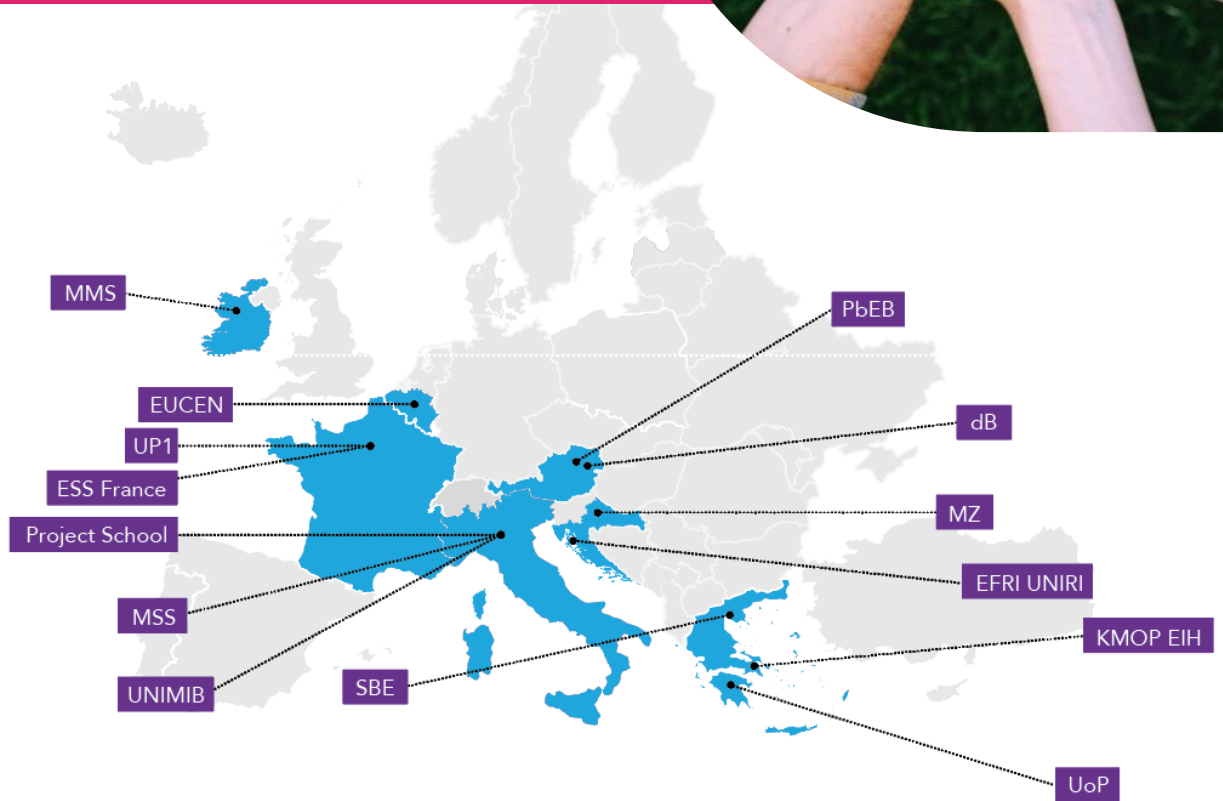 MMS
PbEB
EUCEN
dB
UP1
ESS France
MZ
Project School
EFRI UNIRI
MSS
KMOP EIH
SBE
UNIMIB
UoP